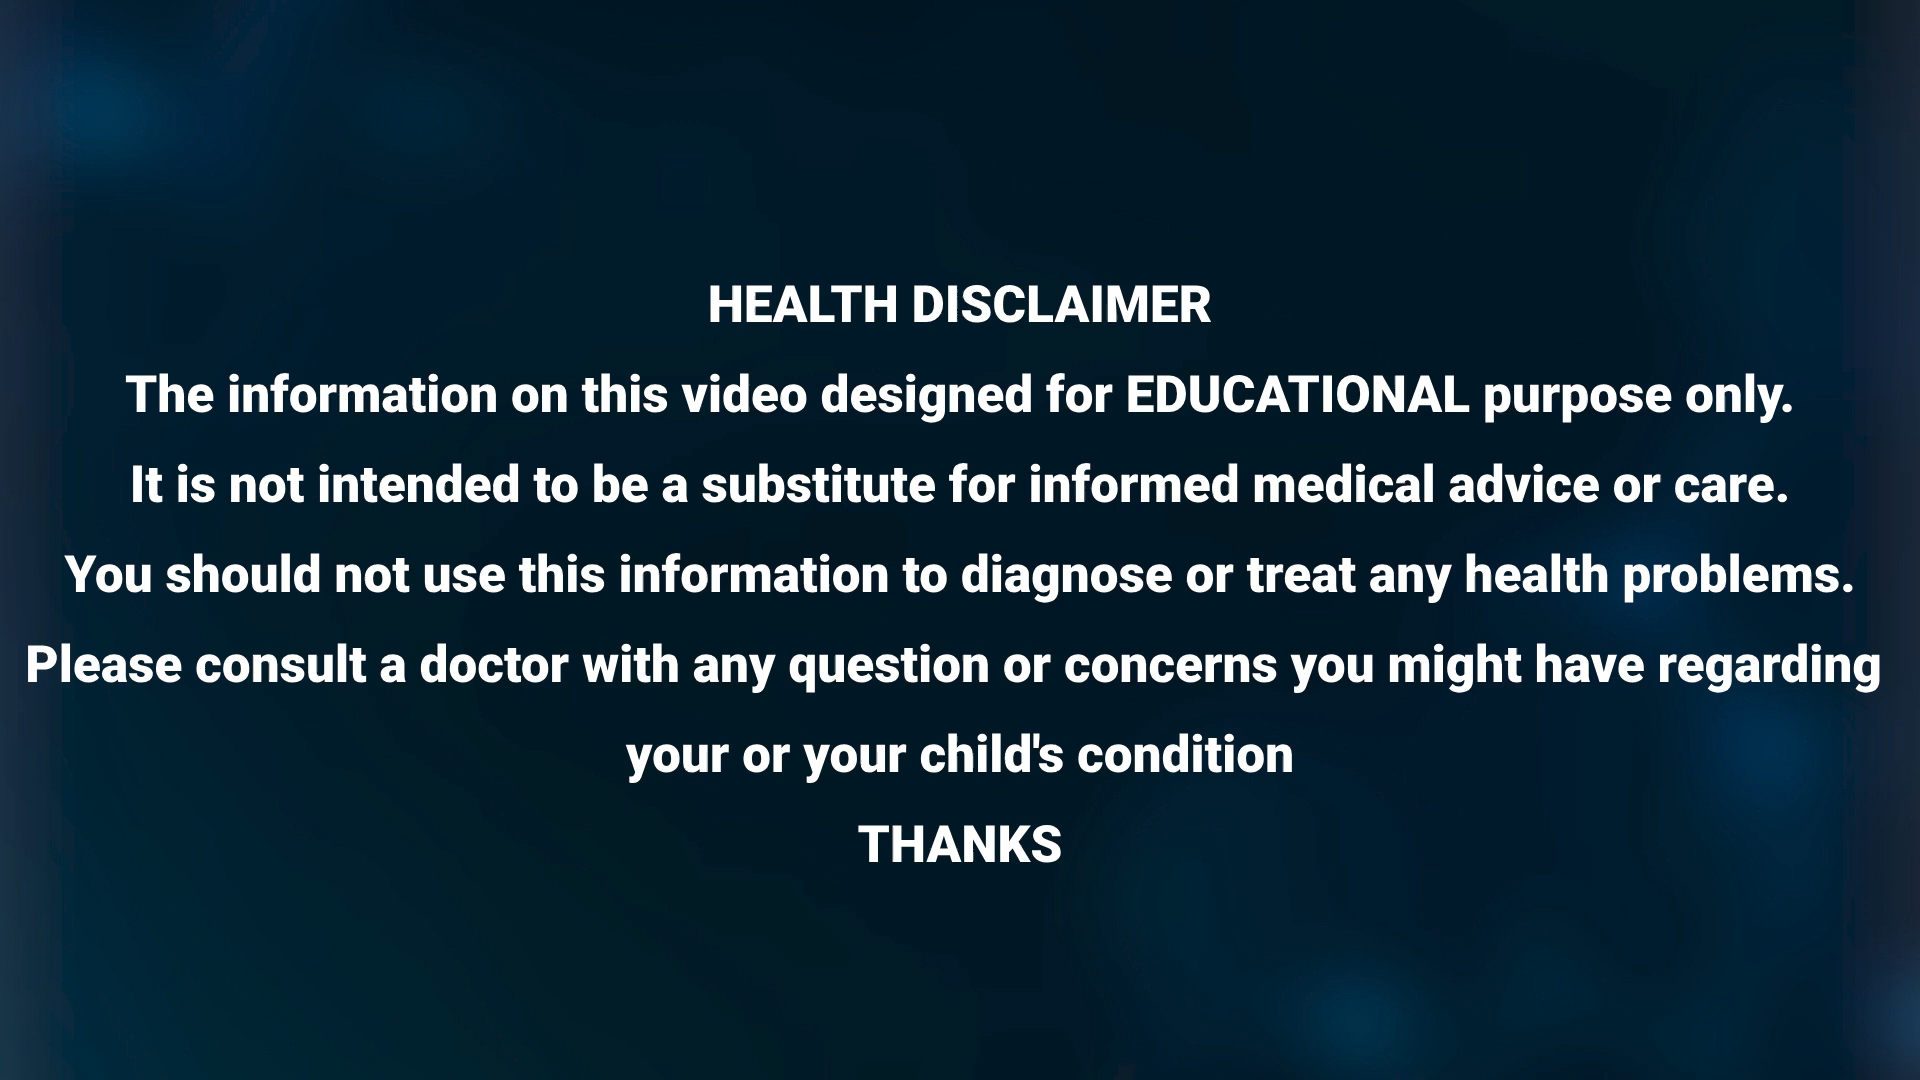 HEALTH DISCLAIMER
The information on this video designed for EDUCATIONAL purpose only.
It is not intended to be a substitute for informed medical advice or care.
You should not use this information to diagnose or treat any health problems.
Please consult a doctor with any question or concerns you might have regarding
your or your child's condition
THANKS